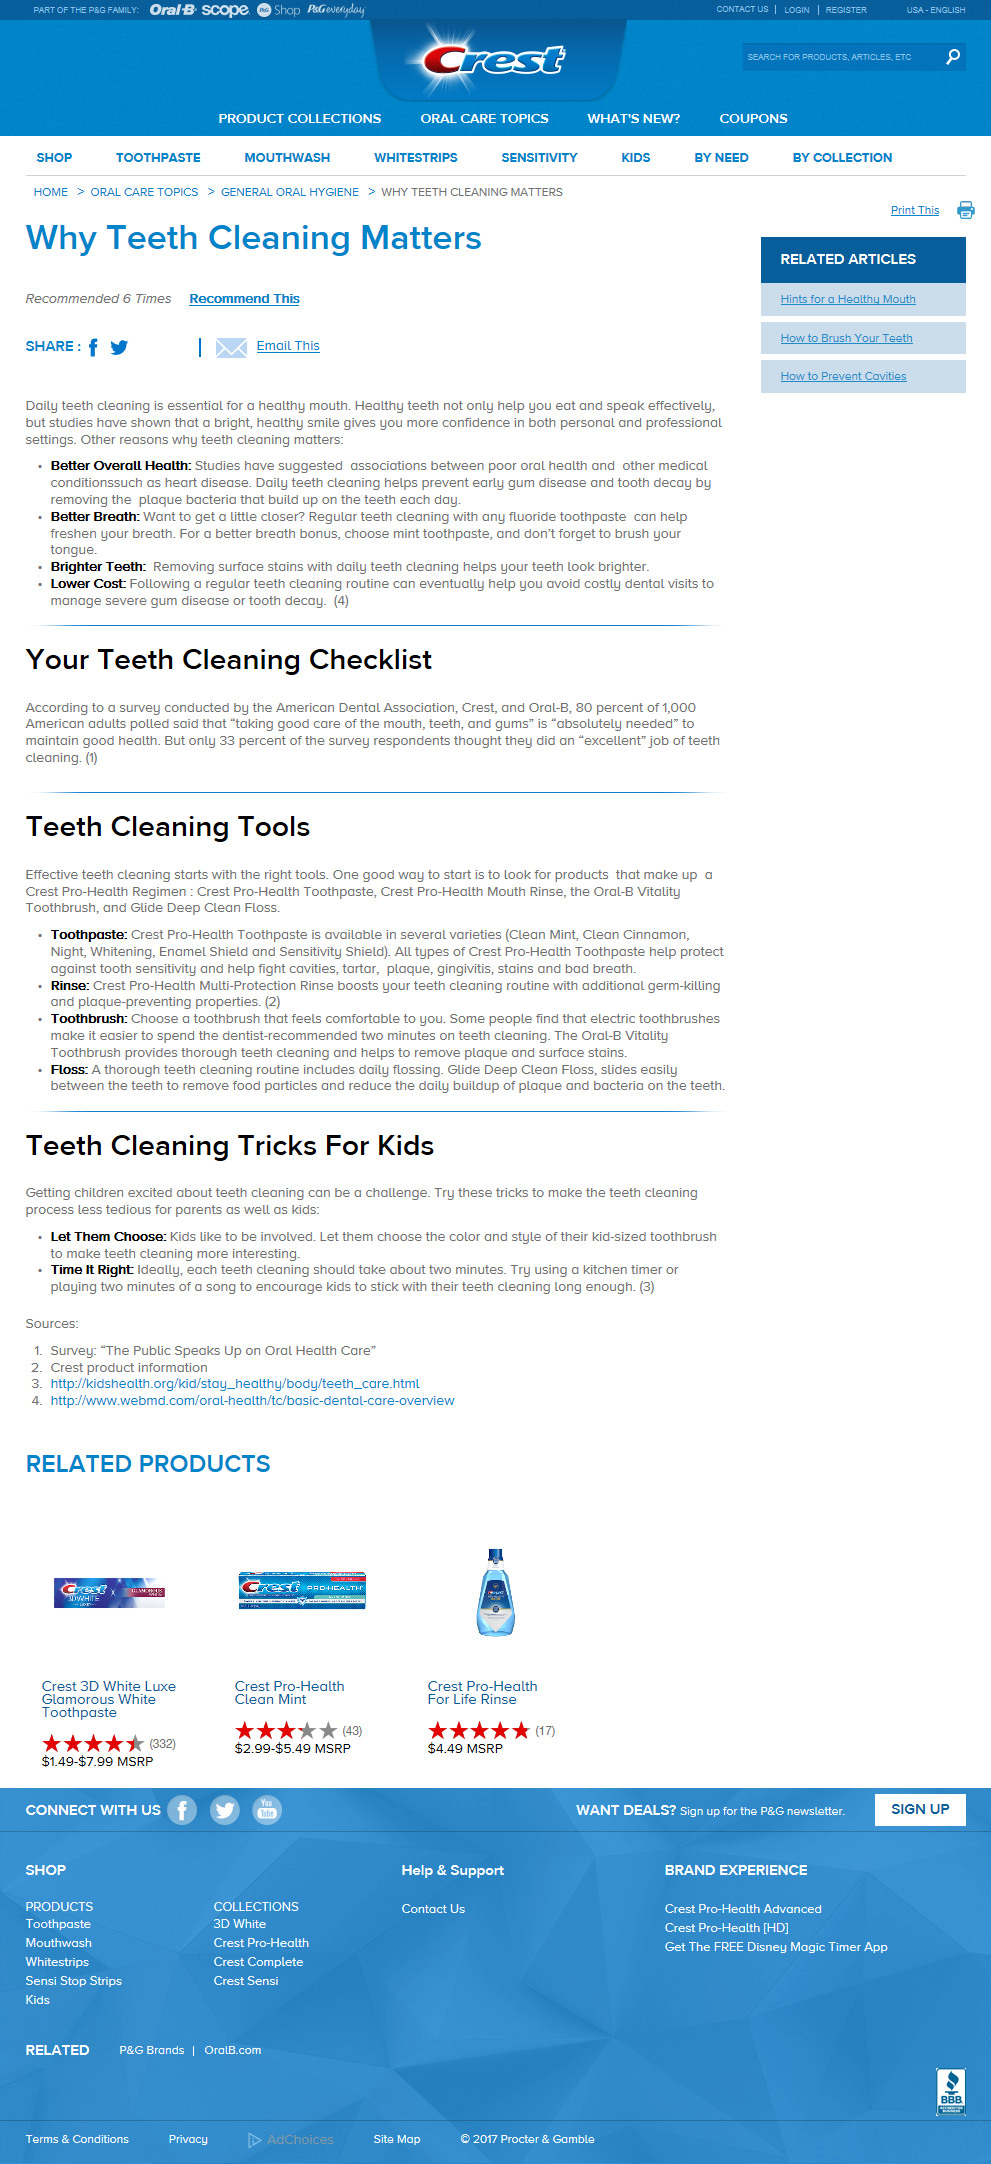 PART OF THE P&G FAMILY: Oral-B scope P&G Shop P&G everyday
CONTACT US | LOGIN | REGISTER USA - ENGLISH
Crest
SEARCH FOR PRODUCTS, ARTICLES, ETC
PRODUCT COLLECTIONS ORAL CARE TOPICS WHAT'S NEW? COUPONS
SHOP TOOTHPASTE MOUTHWASH WHITESTRIPS SENSITIVITY KIDS BY NEED BY COLLECTION
HOME > ORAL CARE TOPICS > GENERAL ORAL HYGIENE > WHY TEETH CLEANING MATTERS
Print This
Why Teeth Cleaning Matters
RELATED ARTICLES
Hints for a Healthy Mouth
How to Brush Your Teeth
How to Prevent Cavities
Recommended 6 Times Recommend This
SHARE : | Email This
Daily teeth cleaning is essential for a healthy mouth. Healthy teeth not only help you eat and speak effectively,
but studies have shown that a bright, healthy smile gives you more confidence in both personal and professional
settings. Other reasons why teeth cleaning matters:
• Better Overall Health: Studies have suggested associations between poor oral health and other medical
conditionssuch as heart disease. Daily teeth cleaning helps prevent early gum disease and tooth decay by
removing the plaque bacteria that build up on the teeth each day.
• Better Breath: Want to get a little closer? Regular teeth cleaning with any fluoride toothpaste can help
freshen your breath. For a better breath bonus, choose mint toothpaste, and don't forget to brush your
tongue.
• Brighter Teeth: Removing surface stains with daily teeth cleaning helps your teeth look brighter.
• Lower Cost: Following a regular teeth cleaning routine can eventually help you avoid costly dental visits to
manage severe gum disease or tooth decay. (4)
Your Teeth Cleaning Checklist
According to a survey conducted by the American Dental Association, Crest, and Oral-B, 80 percent of 1,000
American adults polled said that “taking good care of the mouth, teeth, and gums” is “absolutely needed” to
maintain good health. But only 33 percent of the survey respondents thought they did an “excellent” job of teeth
cleaning. (1)
Teeth Cleaning Tools
Effective teeth cleaning starts with the right tools. One good way to start is to look for products that make up a
Crest Pro-Health Regimen : Crest Pro-Health Toothpaste, Crest Pro-Health Mouth Rinse, the Oral-B Vitality
Toothbrush, and Glide Deep Clean Floss.
• Toothpaste: Crest Pro-Health Toothpaste is available in several varieties (Clean Mint, Clean Cinnamon,
Night, Whitening, Enamel Shield and Sensitivity Shield). All types of Crest Pro-Health Toothpaste help protect
against tooth sensitivity and help fight cavities, tartar, plaque, gingivitis, stains and bad breath.
• Rinse: Crest Pro-Health Multi-Protection Rinse boosts your teeth cleaning routine with additional germ-killing
and plaque-preventing properties. (2)
• Toothbrush: Choose a toothbrush that feels comfortable to you. Some people find that electric toothbrushes
make it easier to spend the dentist-recommended two minutes on teeth cleaning. The Oral-B Vitality
Toothbrush provides thorough teeth cleaning and helps to remove plaque and surface stains.
• Floss: A thorough teeth cleaning routine includes daily flossing. Glide Deep Clean Floss, slides easily
between the teeth to remove food particles and reduce the daily buildup of plaque and bacteria on the teeth.
Teeth Cleaning Tricks For Kids
Getting children excited about teeth cleaning can be a challenge. Try these tricks to make the teeth cleaning
process less tedious for parents as well as kids:
• Let Them Choose: Kids like to be involved. Let them choose the color and style of their kid-sized toothbrush
to make teeth cleaning more interesting.
• Time It Right: Ideally, each teeth cleaning should take about two minutes. Try using a kitchen timer or
playing two minutes of a song to encourage kids to stick with their teeth cleaning long enough. (3)
Sources:
1. Survey: “The Public Speaks Up on Oral Health Care”
2. Crest product information
3. http://kidshealth.org/kid/stay_healthy/body/teeth_care.html
4. http://www.webmd.com/oral-health/tc/basic-dental-care-overview
RELATED PRODUCTS
Crest 3D WHITE LUXE GLAMOROUS WHITE
Crest PRO-HEALTH
Crest 3D White Luxe Glamorous White Toothpaste
(332)
$1.49-$7.99 MSRP
Crest Pro-Health Clean Mint
(43)
$2.99-$5.49 MSRP
Crest Pro-Health For Life Rinse
(17)
$4.49 MSRP
CONNECT WITH US You Tube
WANT DEALS? Sign up for the P&G newsletter. SIGN UP
SHOP
PRODUCTS
Toothpaste
Mouthwash
Whitestrips
Sensi Stop Strips
Kids
COLLECTIONS
3D White
Crest Pro-Health
Crest Complete
Crest Sensi
Help & Support
Contact Us
BRAND EXPERIENCE
Crest Pro-Health Advanced
Crest Pro-Health [HD]
Get The FREE Disney Magic Timer App
RELATED P&G Brands | OralB.com
BBB
Terms & Conditions Privacy AdChoices Site Map © 2017 Procter & Gamble